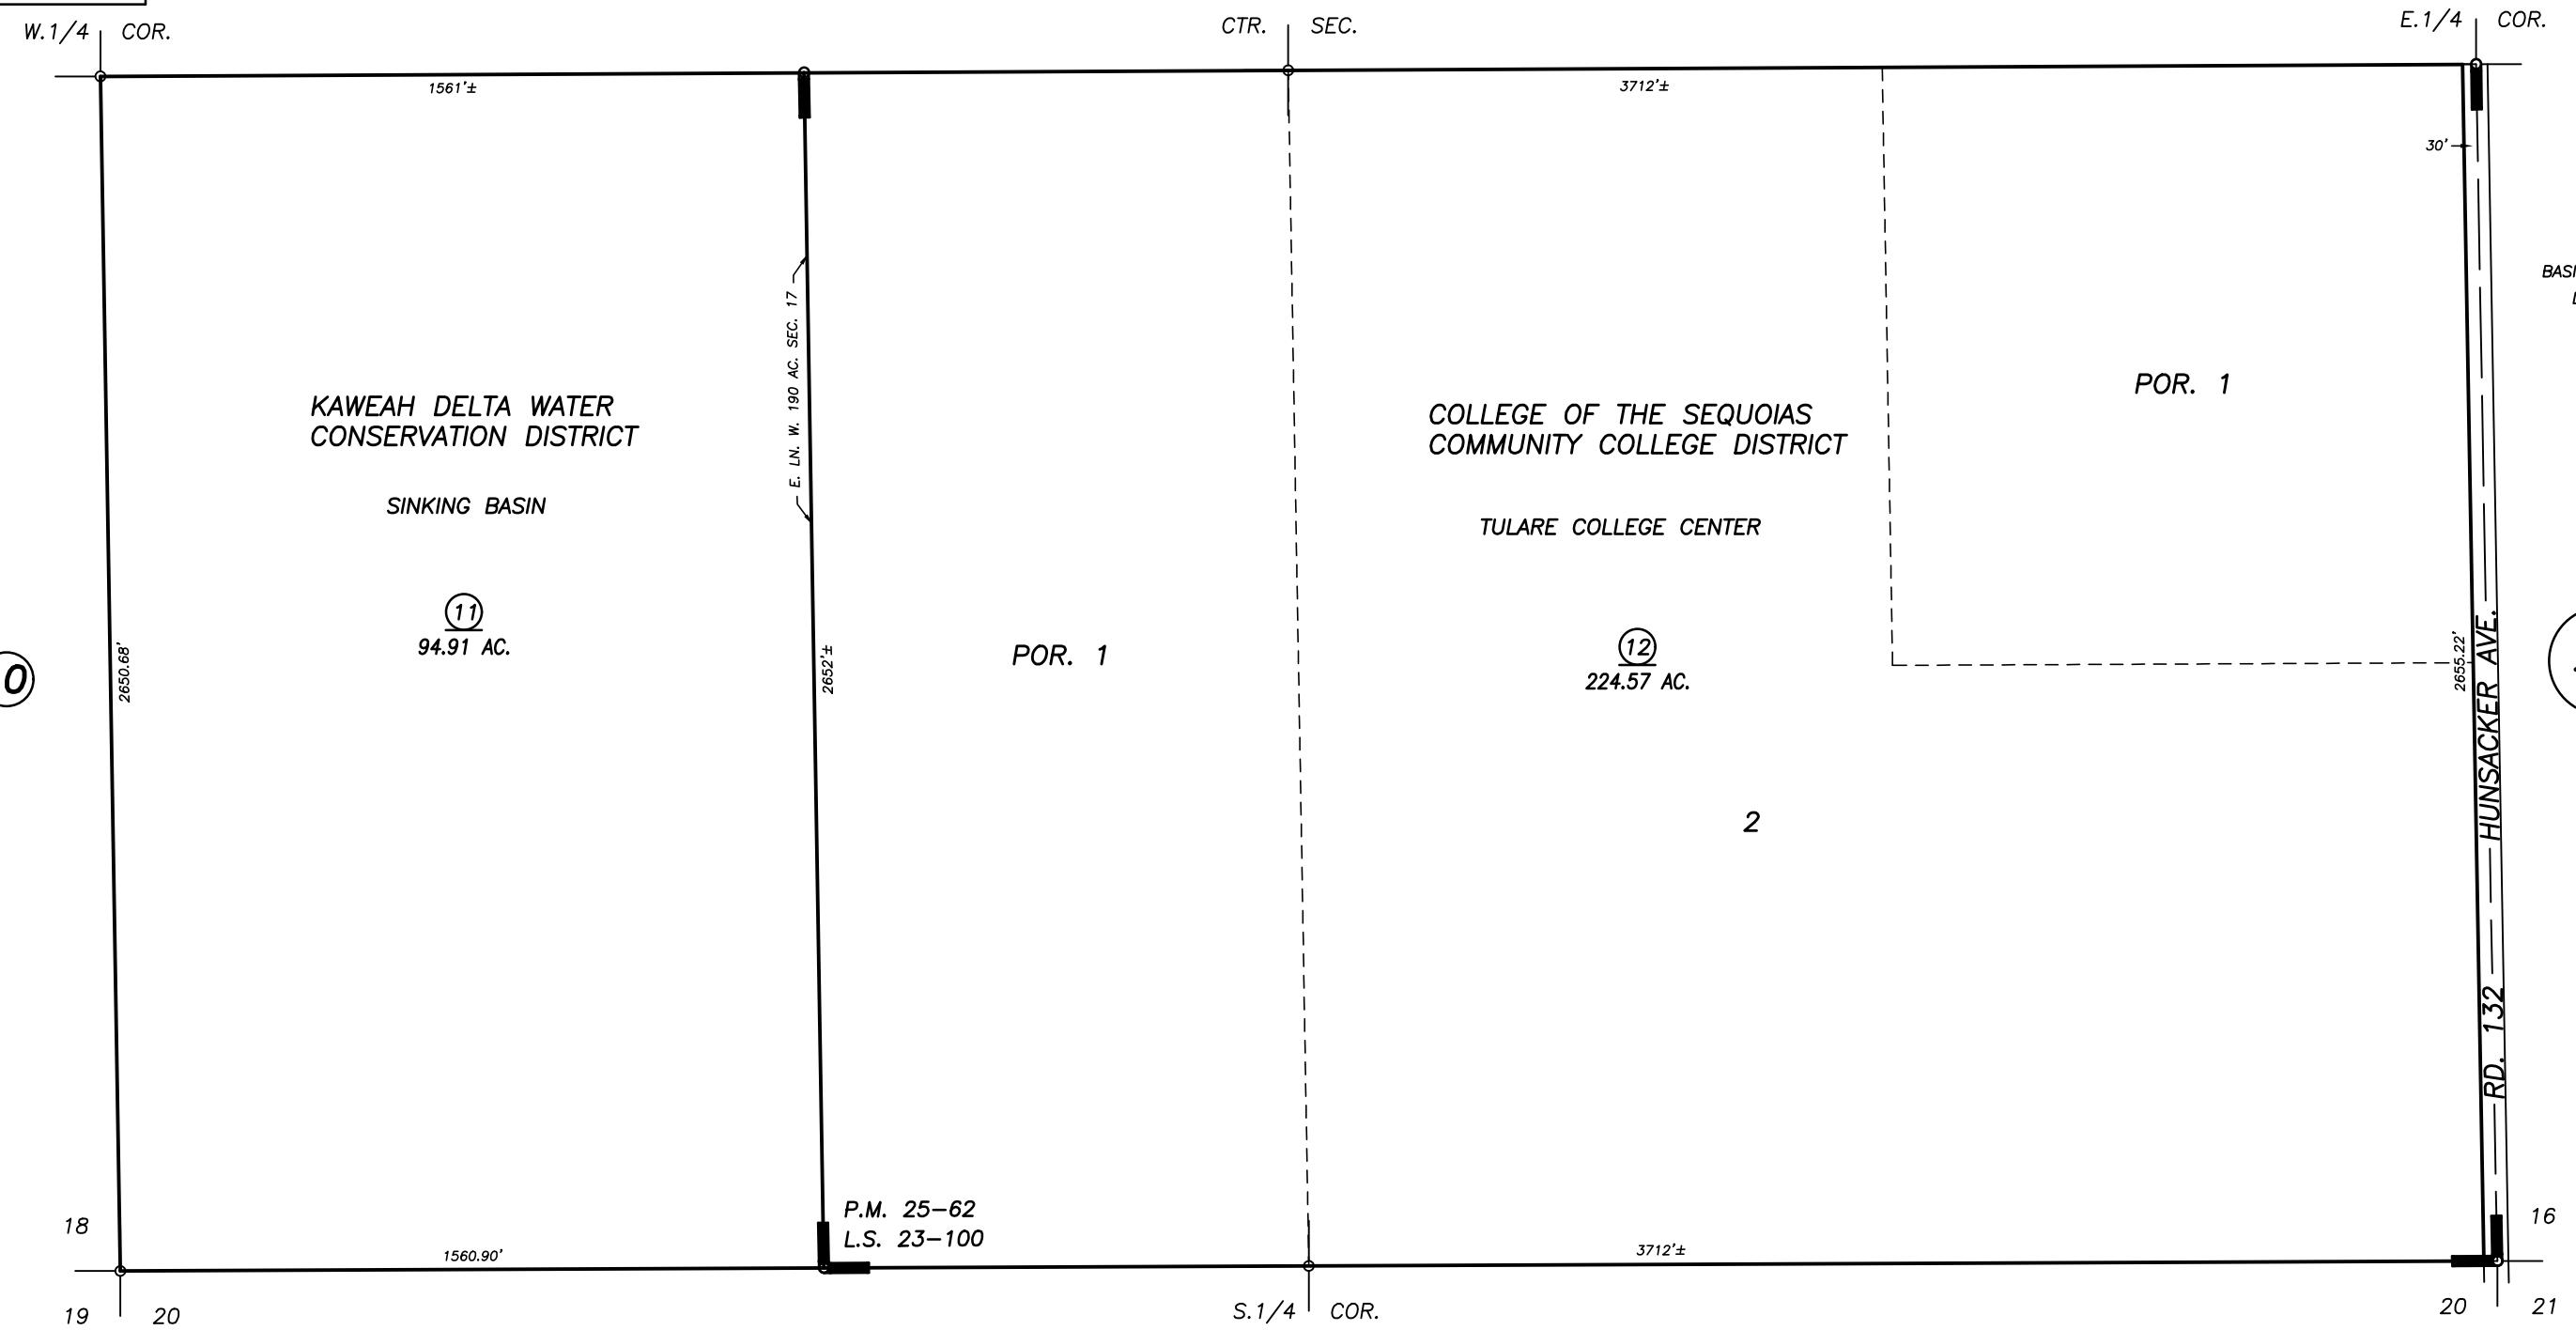 W.1/4 COR.
CTR. SEC.
E.1/4 COR.
1561'±
3712'±
30'
E. LN. W. 190 AC. SEC. 17
KAWEAH DELTA WATER
CONSERVATION DISTRICT
SINKING BASIN
11
94.91 AC.
2650.68'
2652'±
POR. 1
COLLEGE OF THE SEQUOIAS
COMMUNITY COLLEGE DISTRICT
TULARE COLLEGE CENTER
12
224.57 AC.
POR. 1
2
2655.22'
HUNSACKER AVE.
RD. 132
0
P.M. 25-62
L.S. 23-100
1560.90'
3712'±
18
16
19 20
S.1/4 COR.
20 21